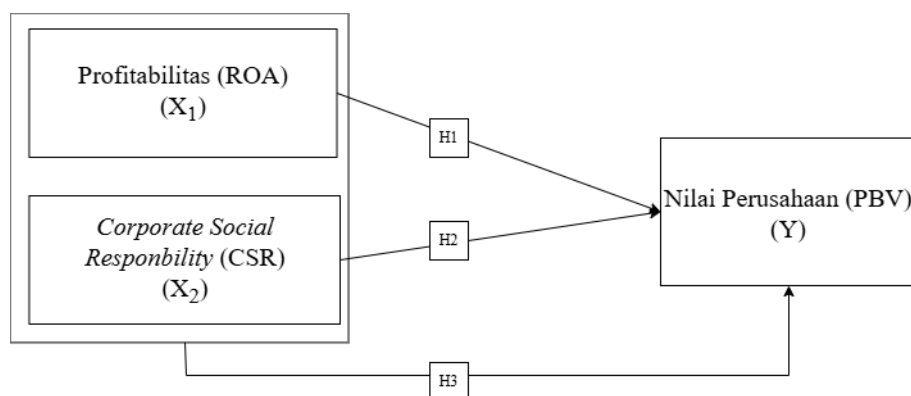 Profitabilitas (ROA)
(X1)
H1
Nilai Perusahaan (PBV)
(Y)
Corporate Social
Responbility (CSR)
(X2)
H2
H3